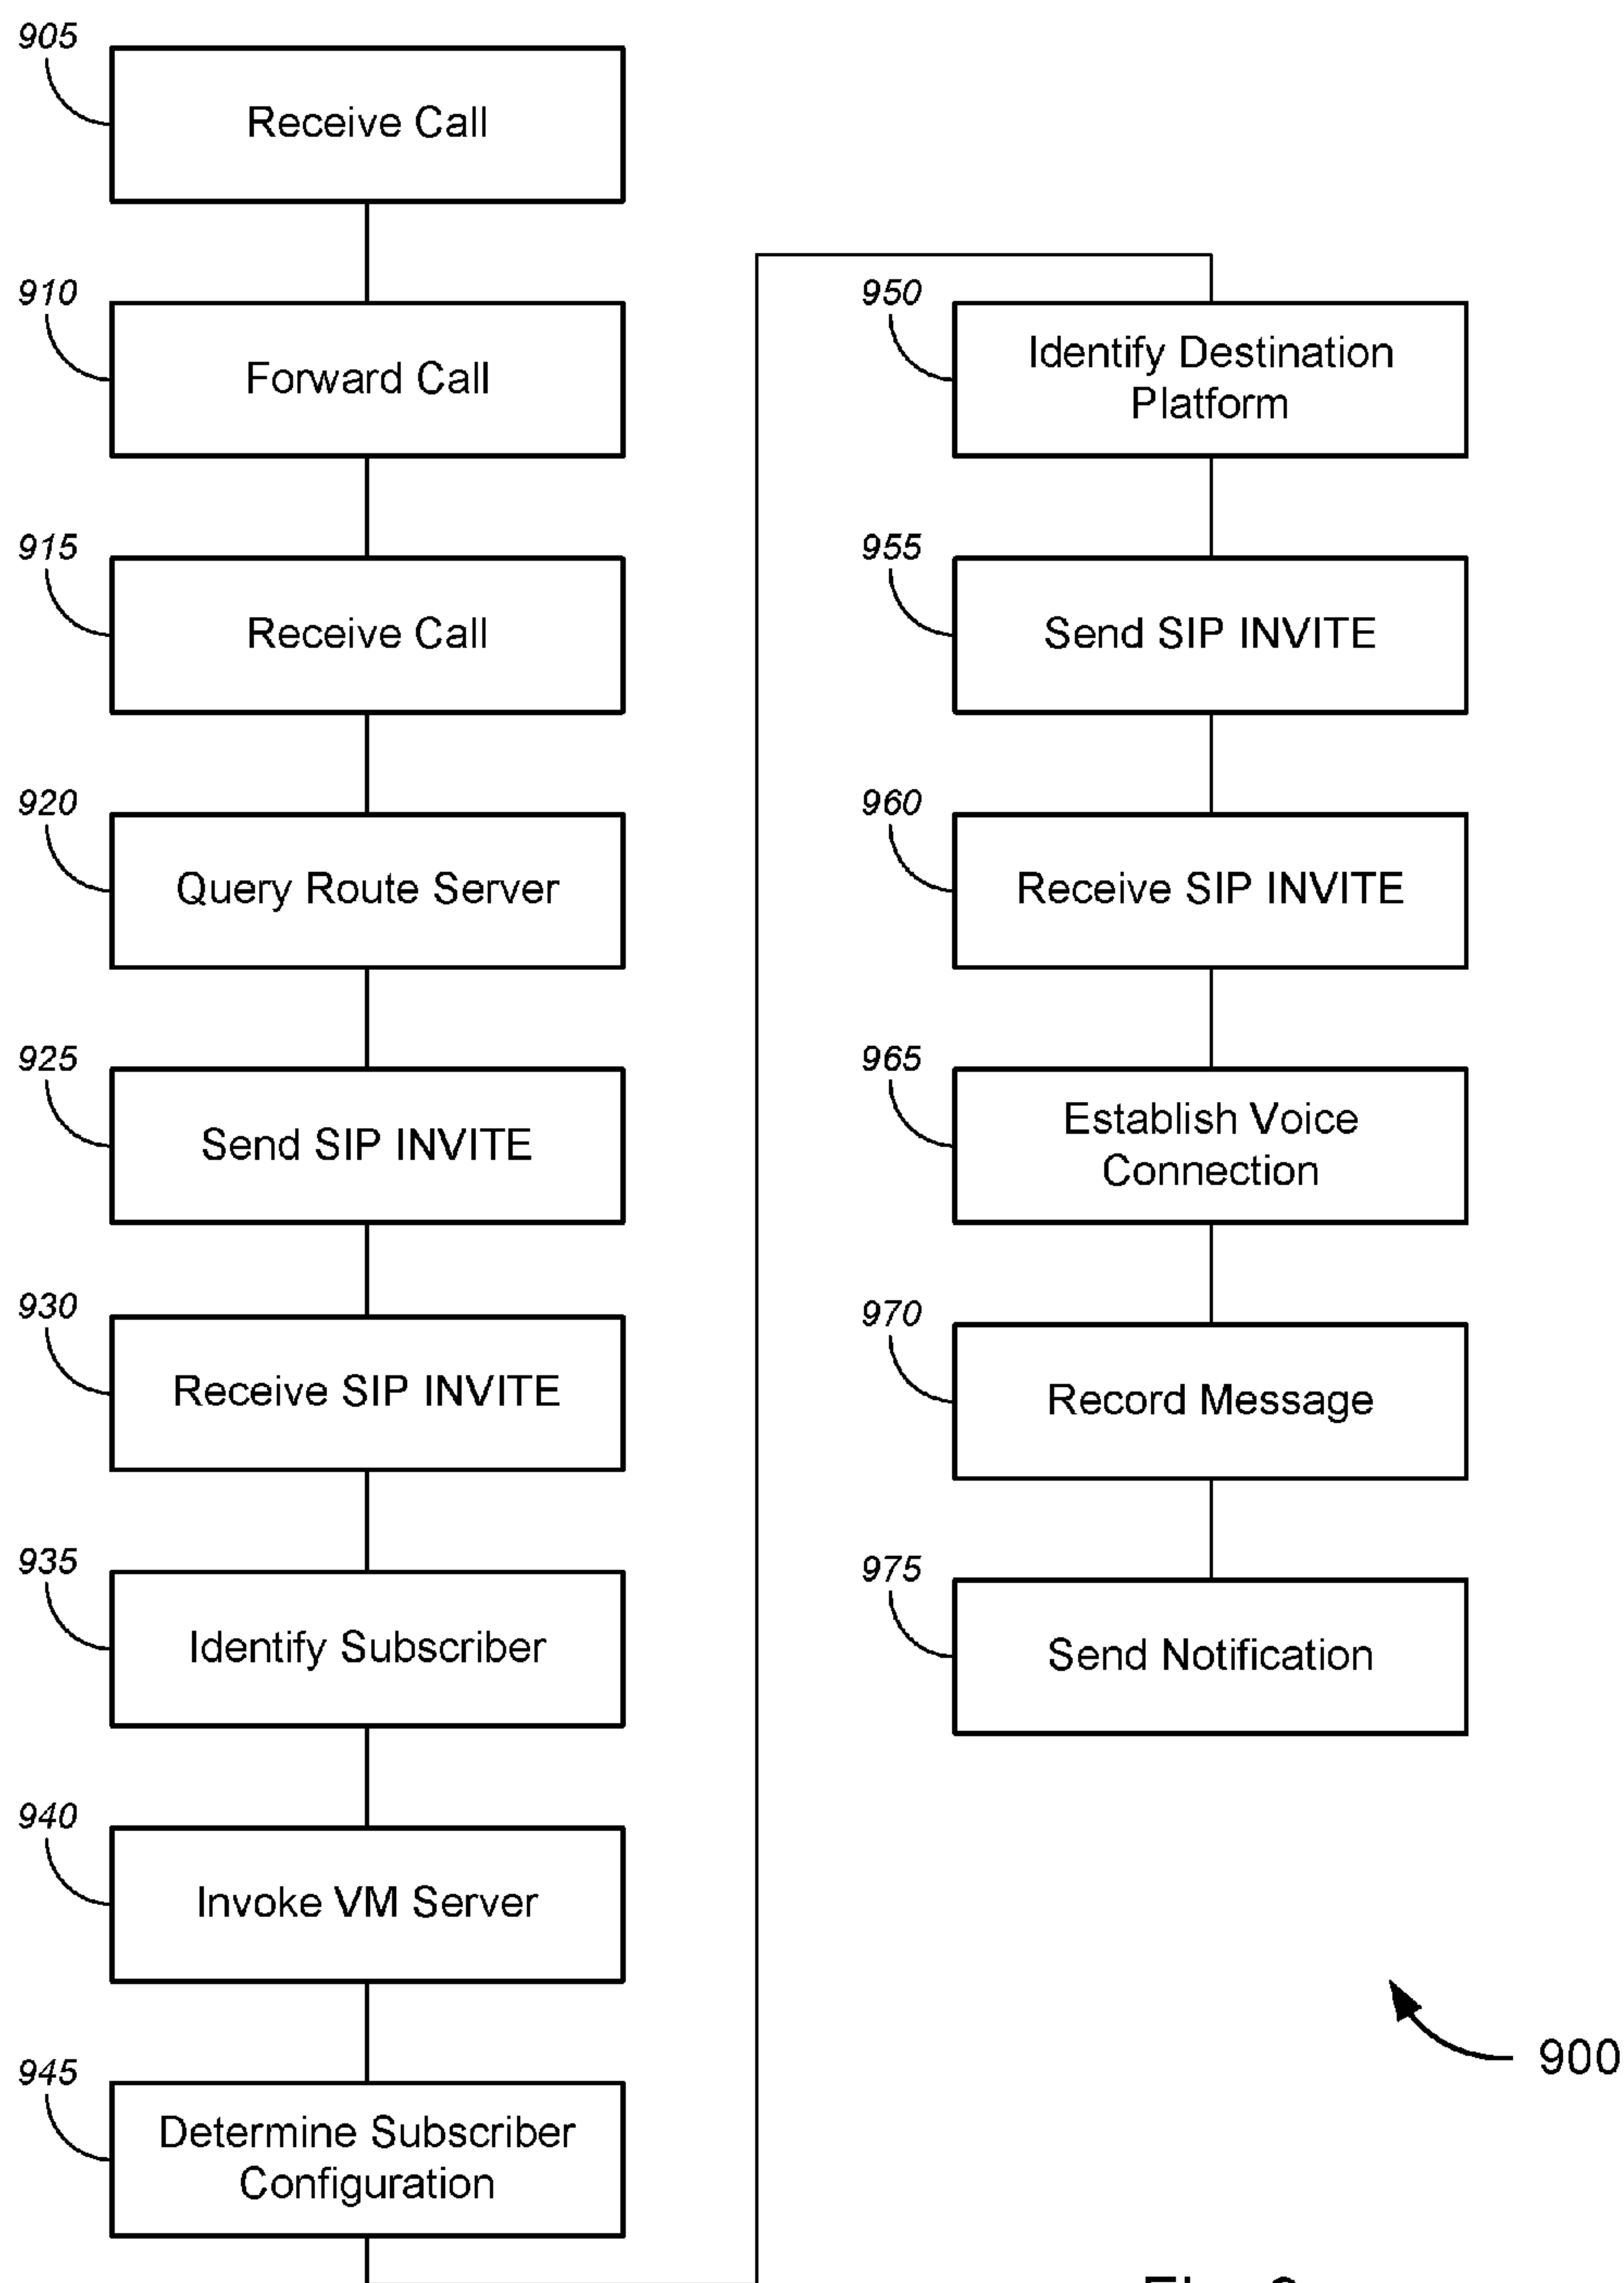 905
Receive Call
910
Forward Call
915
Receive Call
920
Query Route Server
925
Send SIP INVITE
930
Receive SIP INVITE
935
Identify Subscriber
940
Invoke VM Server
945
Determine Subscriber
Configuration
950
Identify Destination
Platform
955
Send SIP INVITE
960
Receive SIP INVITE
965
Establish Voice
Connection
970
Record Message
975
Send Notification
900